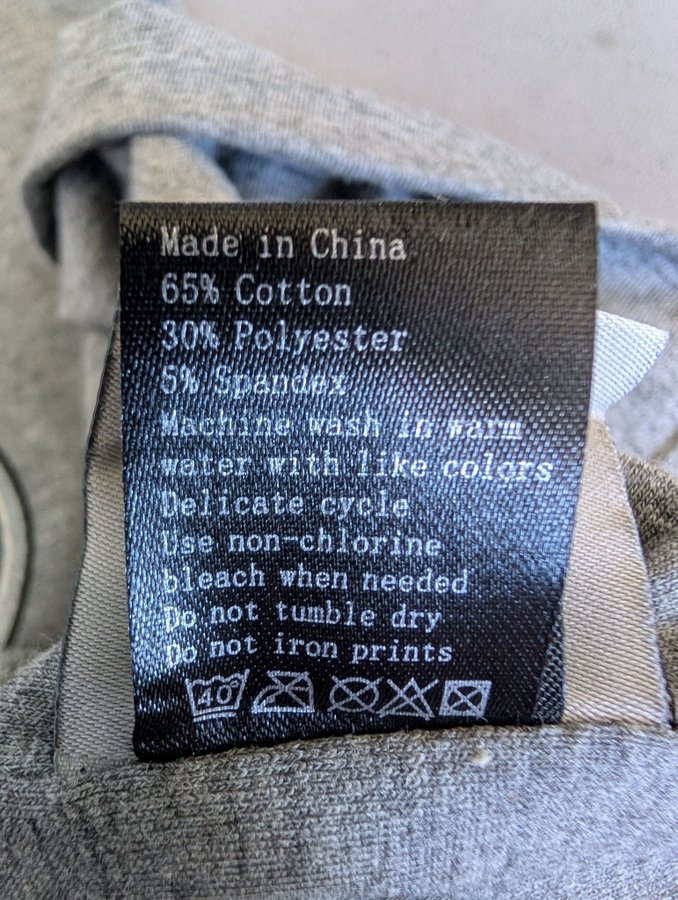 Made in China
65% Cotton
30% Polyester
5% Spandex
Machine wash in warm
water with like colors
Delicate cycle
Use non-chlorine
bleach when needed
Do not tumble dry
Do not iron prints
40°